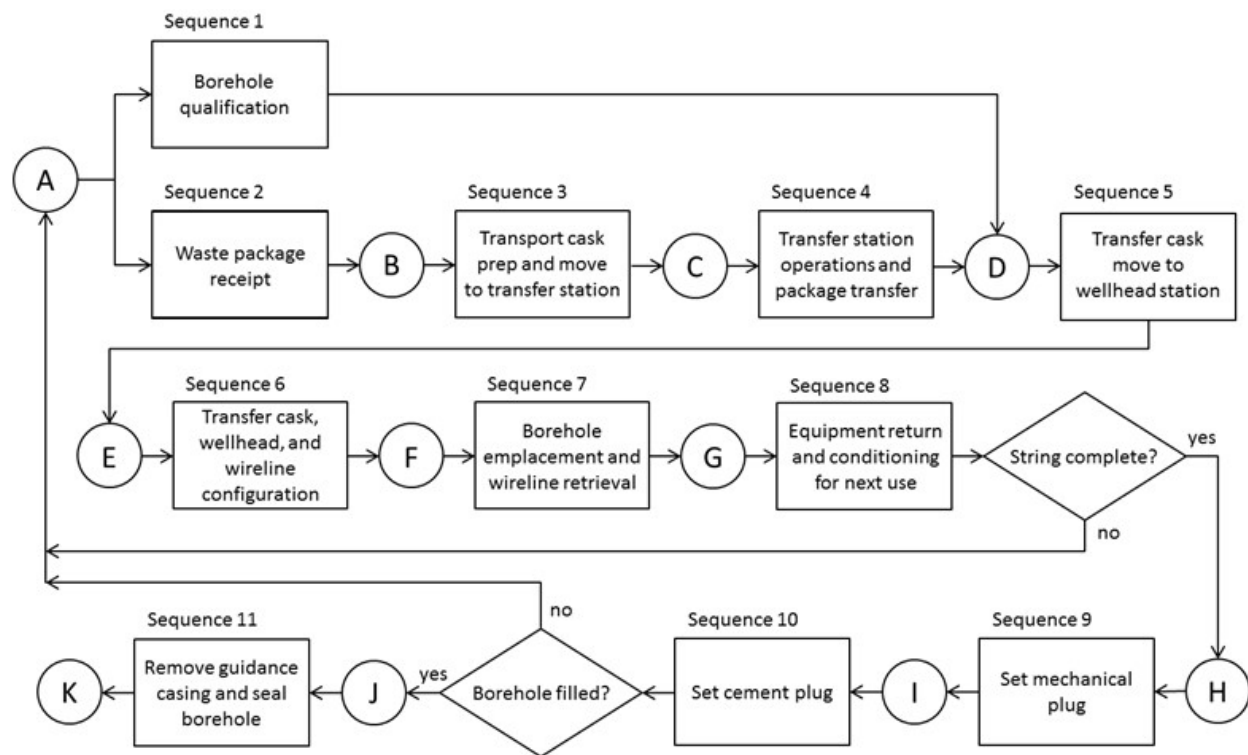 Sequence 1
Borehole
qualification
A
Sequence 2
Waste package
receipt
B
Sequence 3
Transport cask
prep and move
to transfer station
C
Sequence 4
Transfer station
operations and
package transfer
D
Sequence 5
Transfer cask
move to
wellhead station
E
Sequence 6
Transfer cask,
wellhead, and
wireline
configuration
F
Sequence 7
Borehole
emplacement and
wireline retrieval
G
Sequence 8
Equipment return
and conditioning
for next use
String complete?
yes
no
H
Sequence 9
Set mechanical
plug
I
Sequence 10
Set cement plug
Borehole filled?
no
yes
J
Sequence 11
Remove guidance
casing and seal
borehole
K